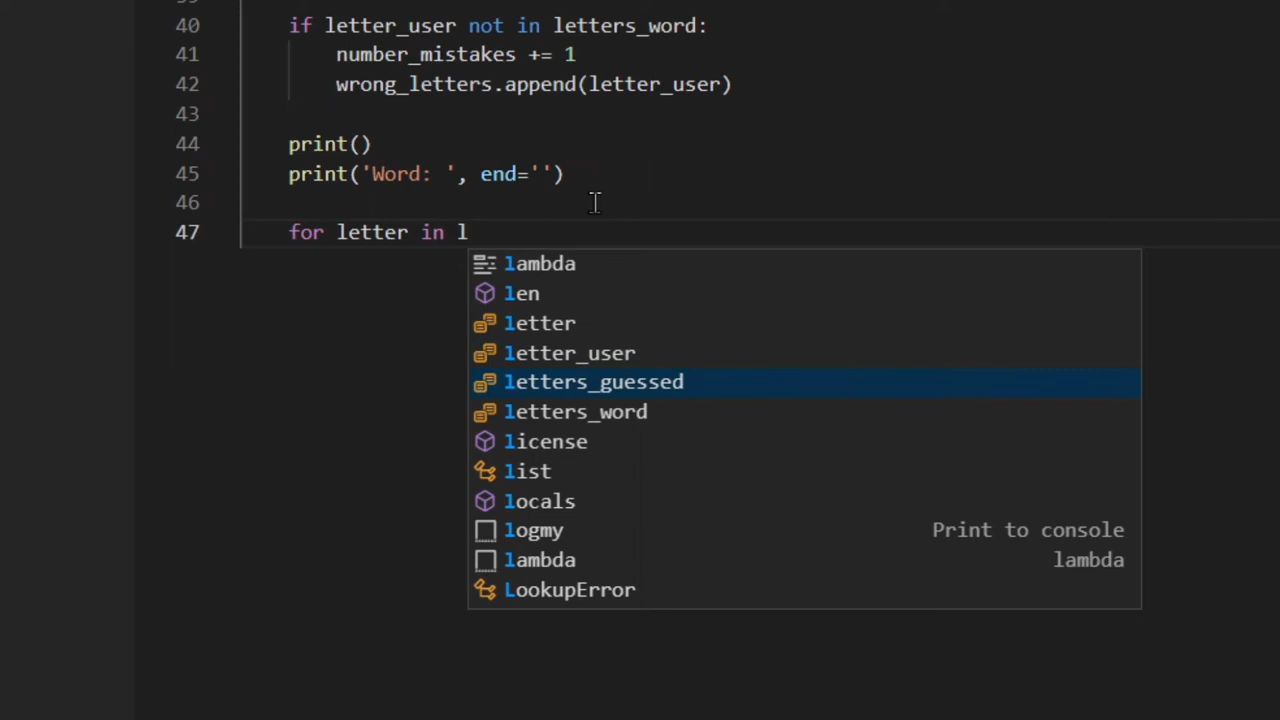 40 if letter_user not in letters_word:
41 number_mistakes += 1
42 wrong_letters.append(letter_user)
43
44 print()
45 print('Word: ', end='')
46
47 for letter in l
lambda
len
letter
letter_user
letters_guessed
letters_word
license
list
locals
logmy Print to console
lambda lambda
LookupError